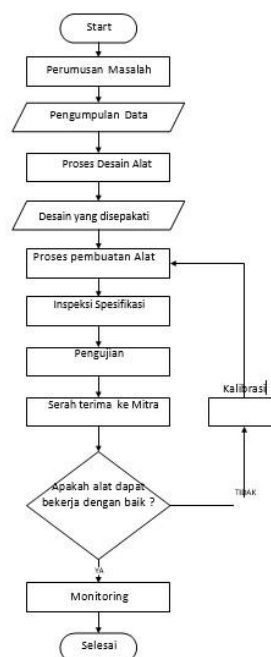 Start
Perumusan Masalah
Pengumpulan Data
Proses Desain Alat
Desain yang disepakati
Proses pembuatan Alat
Inspeksi Spesifikasi
Pengujian
Kalibrasi
Serah terima ke Mitra
Apakah alat dapat
bekerja dengan baik ?
TIDAK
YA
Monitoring
Selesai